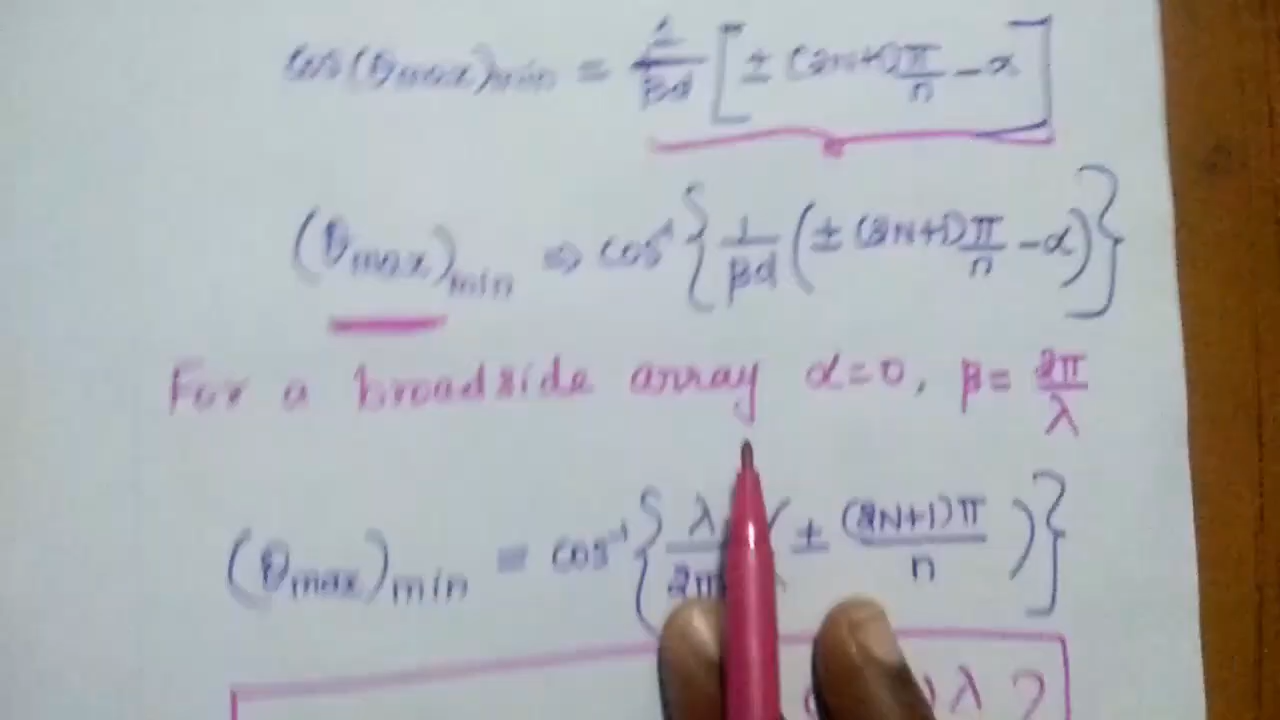 cos(θmax)min = 1/βd [± (2N+1)π/n − α]
(θmax)min ⇒ cos⁻¹ {1/βd (± (2N+1)π/n − α)}
For a broadside array α=0, β= 2π/λ
(θmax)min = cos⁻¹ {λ/2π (± (2N+1)π/n)}
λ